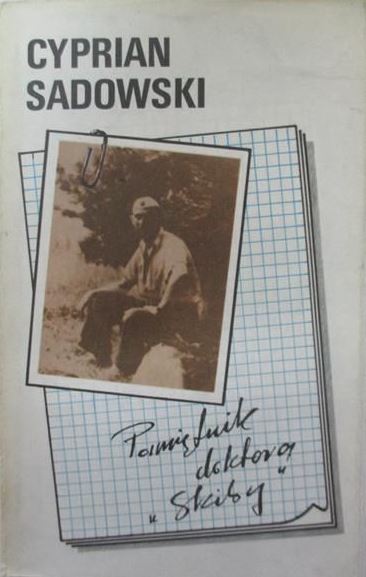 CYPRIAN
SADOWSKI
Pamiętnik
doktora
„Skiby”